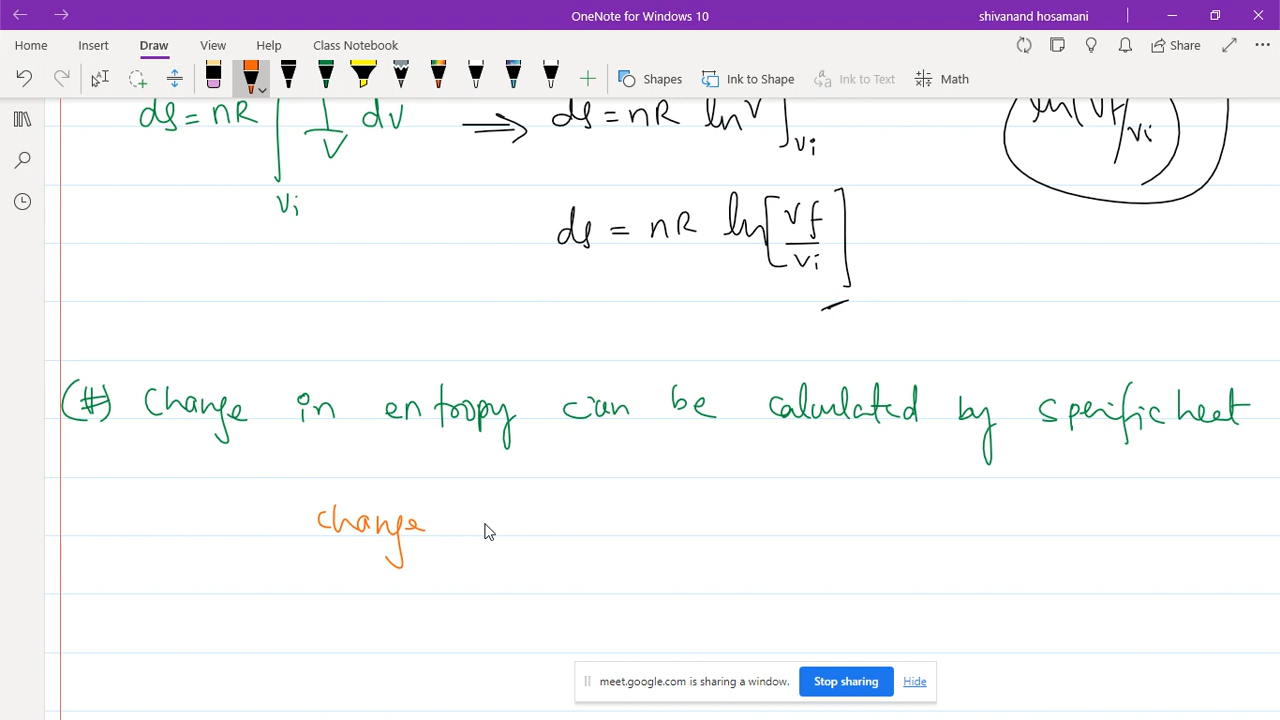 OneNote for Windows 10
shivanand hosamani
Home Insert Draw View Help Class Notebook Share
Shapes Ink to Shape Ink to Text Math
ds = nR ∫ 1/V dV ⟹ ds = nR ln V ]
ln(Vf/Vi)
Vi
Vi
ds = nR ln[Vf/Vi]
(#) Change in entropy can be calculated by specific heet
change
meet.google.com is sharing a window. Stop sharing Hide